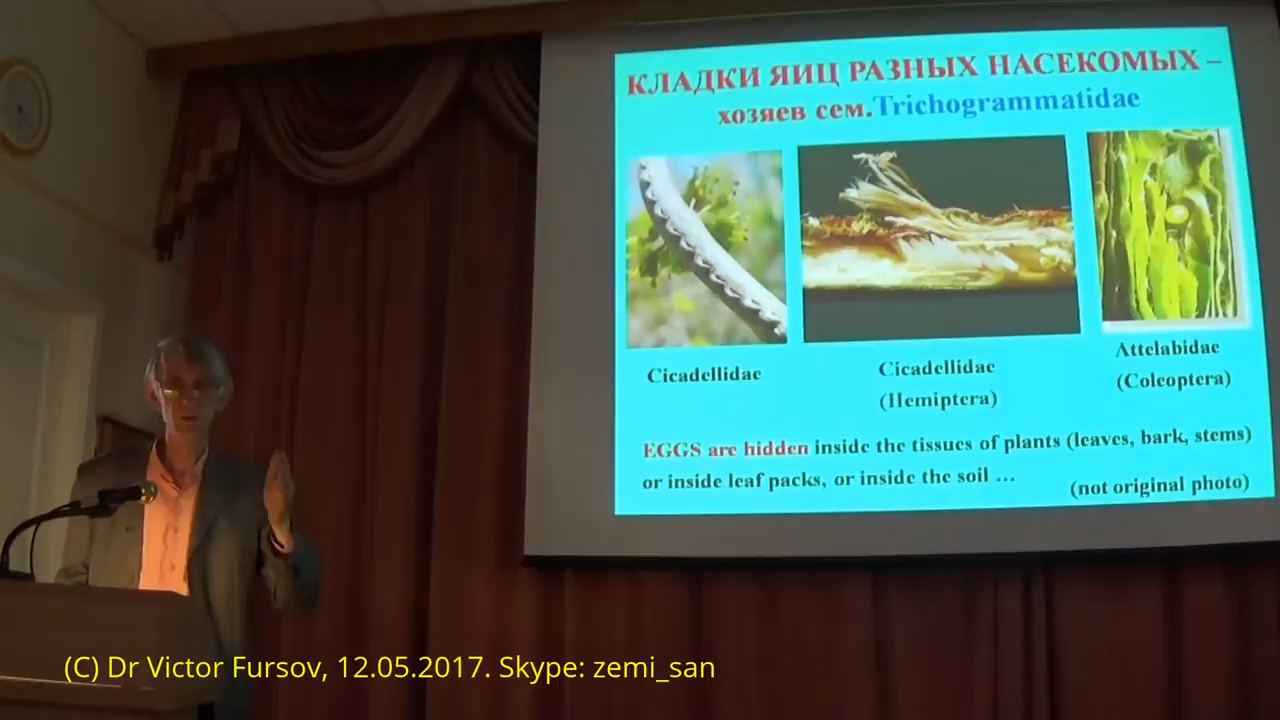 КЛАДКИ ЯИЦ РАЗНЫХ НАСЕКОМЫХ –
хозяев сем.Trichogrammatidae
Cicadellidae
Cicadellidae
(Hemiptera)
Attelabidae
(Coleoptera)
EGGS are hidden inside the tissues of plants (leaves, bark, stems)
or inside leaf packs, or inside the soil ...
(not original photo)
(C) Dr Victor Fursov, 12.05.2017. Skype: zemi_san